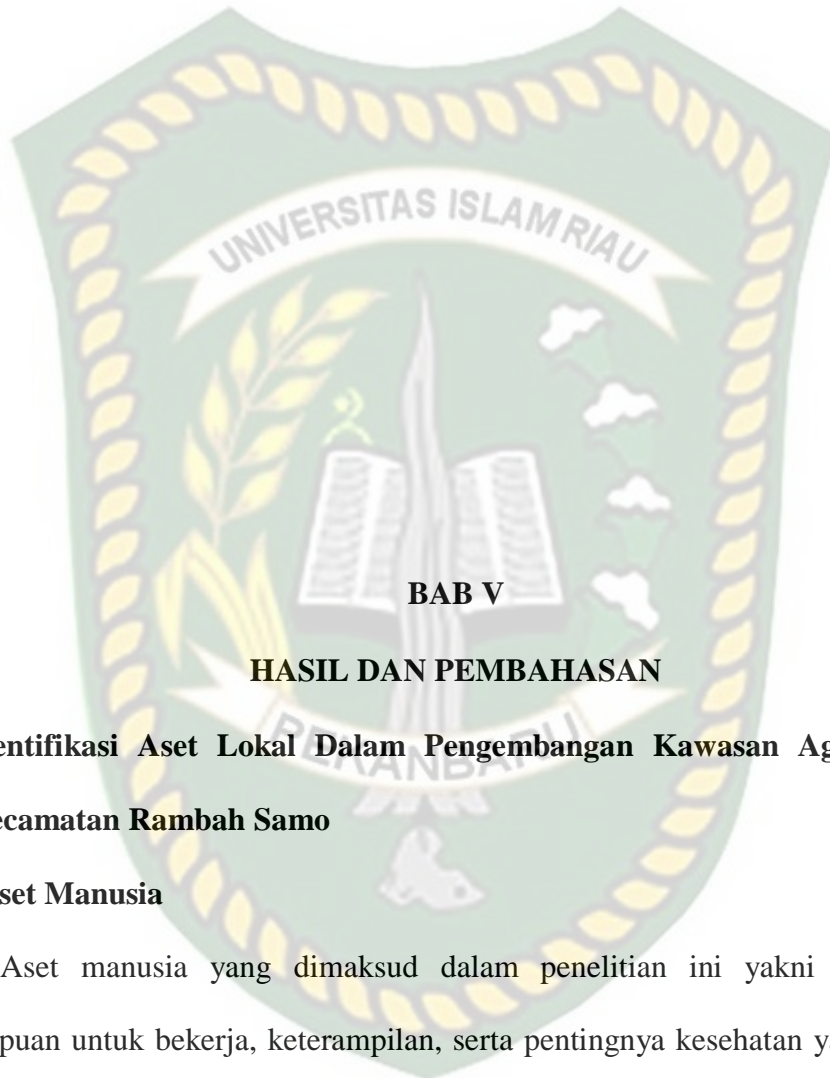 UNIVERSITAS ISLAM RIAU
BAB V
HASIL DAN PEMBAHASAN
entifikasi Aset Lokal Dalam Pengembangan Kawasan Ag
ecamatan Rambah Samo
set Manusia
Aset manusia yang dimaksud dalam penelitian ini yakni
puan untuk bekerja, keterampilan, serta pentingnya kesehatan ya
PEKANBARU